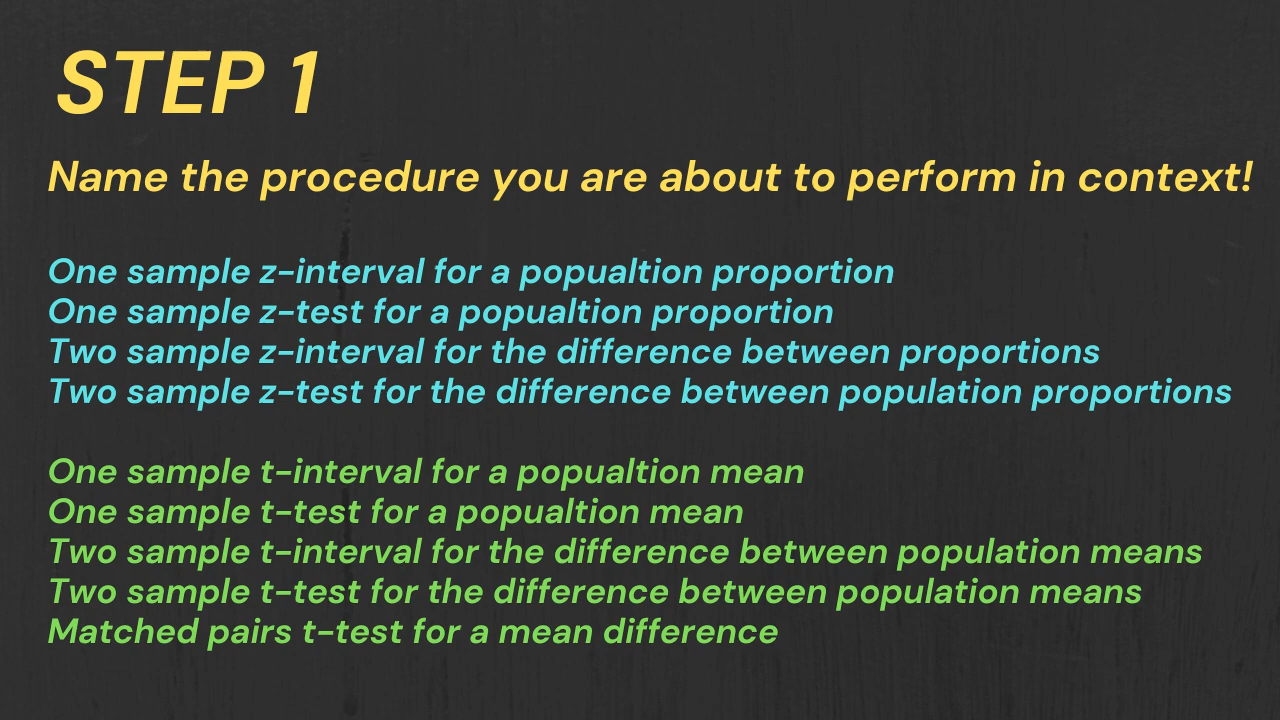 STEP 1
Name the procedure you are about to perform in context!
One sample z-interval for a popualtion proportion
One sample z-test for a popualtion proportion
Two sample z-interval for the difference between proportions
Two sample z-test for the difference between population proportions
One sample t-interval for a popualtion mean
One sample t-test for a popualtion mean
Two sample t-interval for the difference between population means
Two sample t-test for the difference between population means
Matched pairs t-test for a mean difference